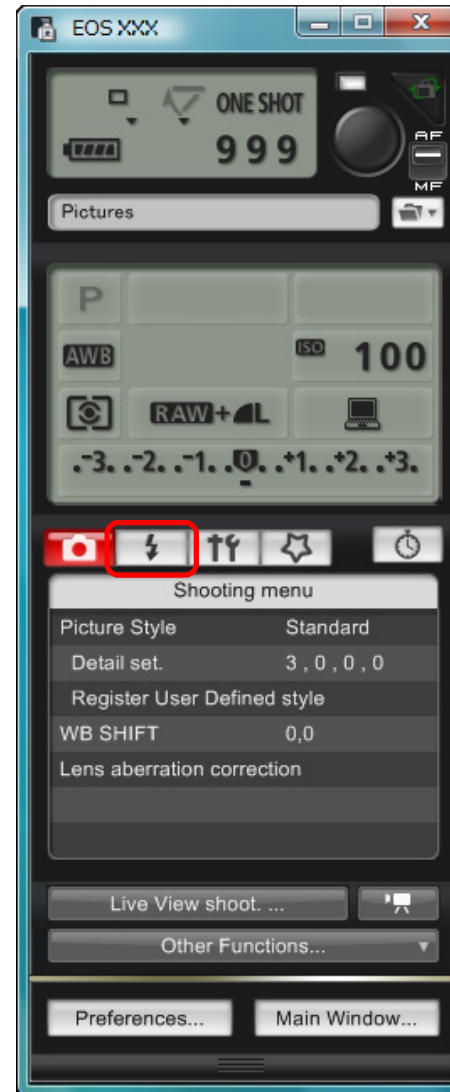 EOS XXX
ONE SHOT
999
AF
MF
Pictures
P
AWB
ISO 100
RAW+L
.-3. .-2. .-1. .0. .+1. .+2. .+3.
Shooting menu
Picture Style Standard
Detail set. 3 , 0 , 0 , 0
Register User Defined style
WB SHIFT 0,0
Lens aberration correction
Live View shoot. ...
Other Functions...
Preferences... Main Window...